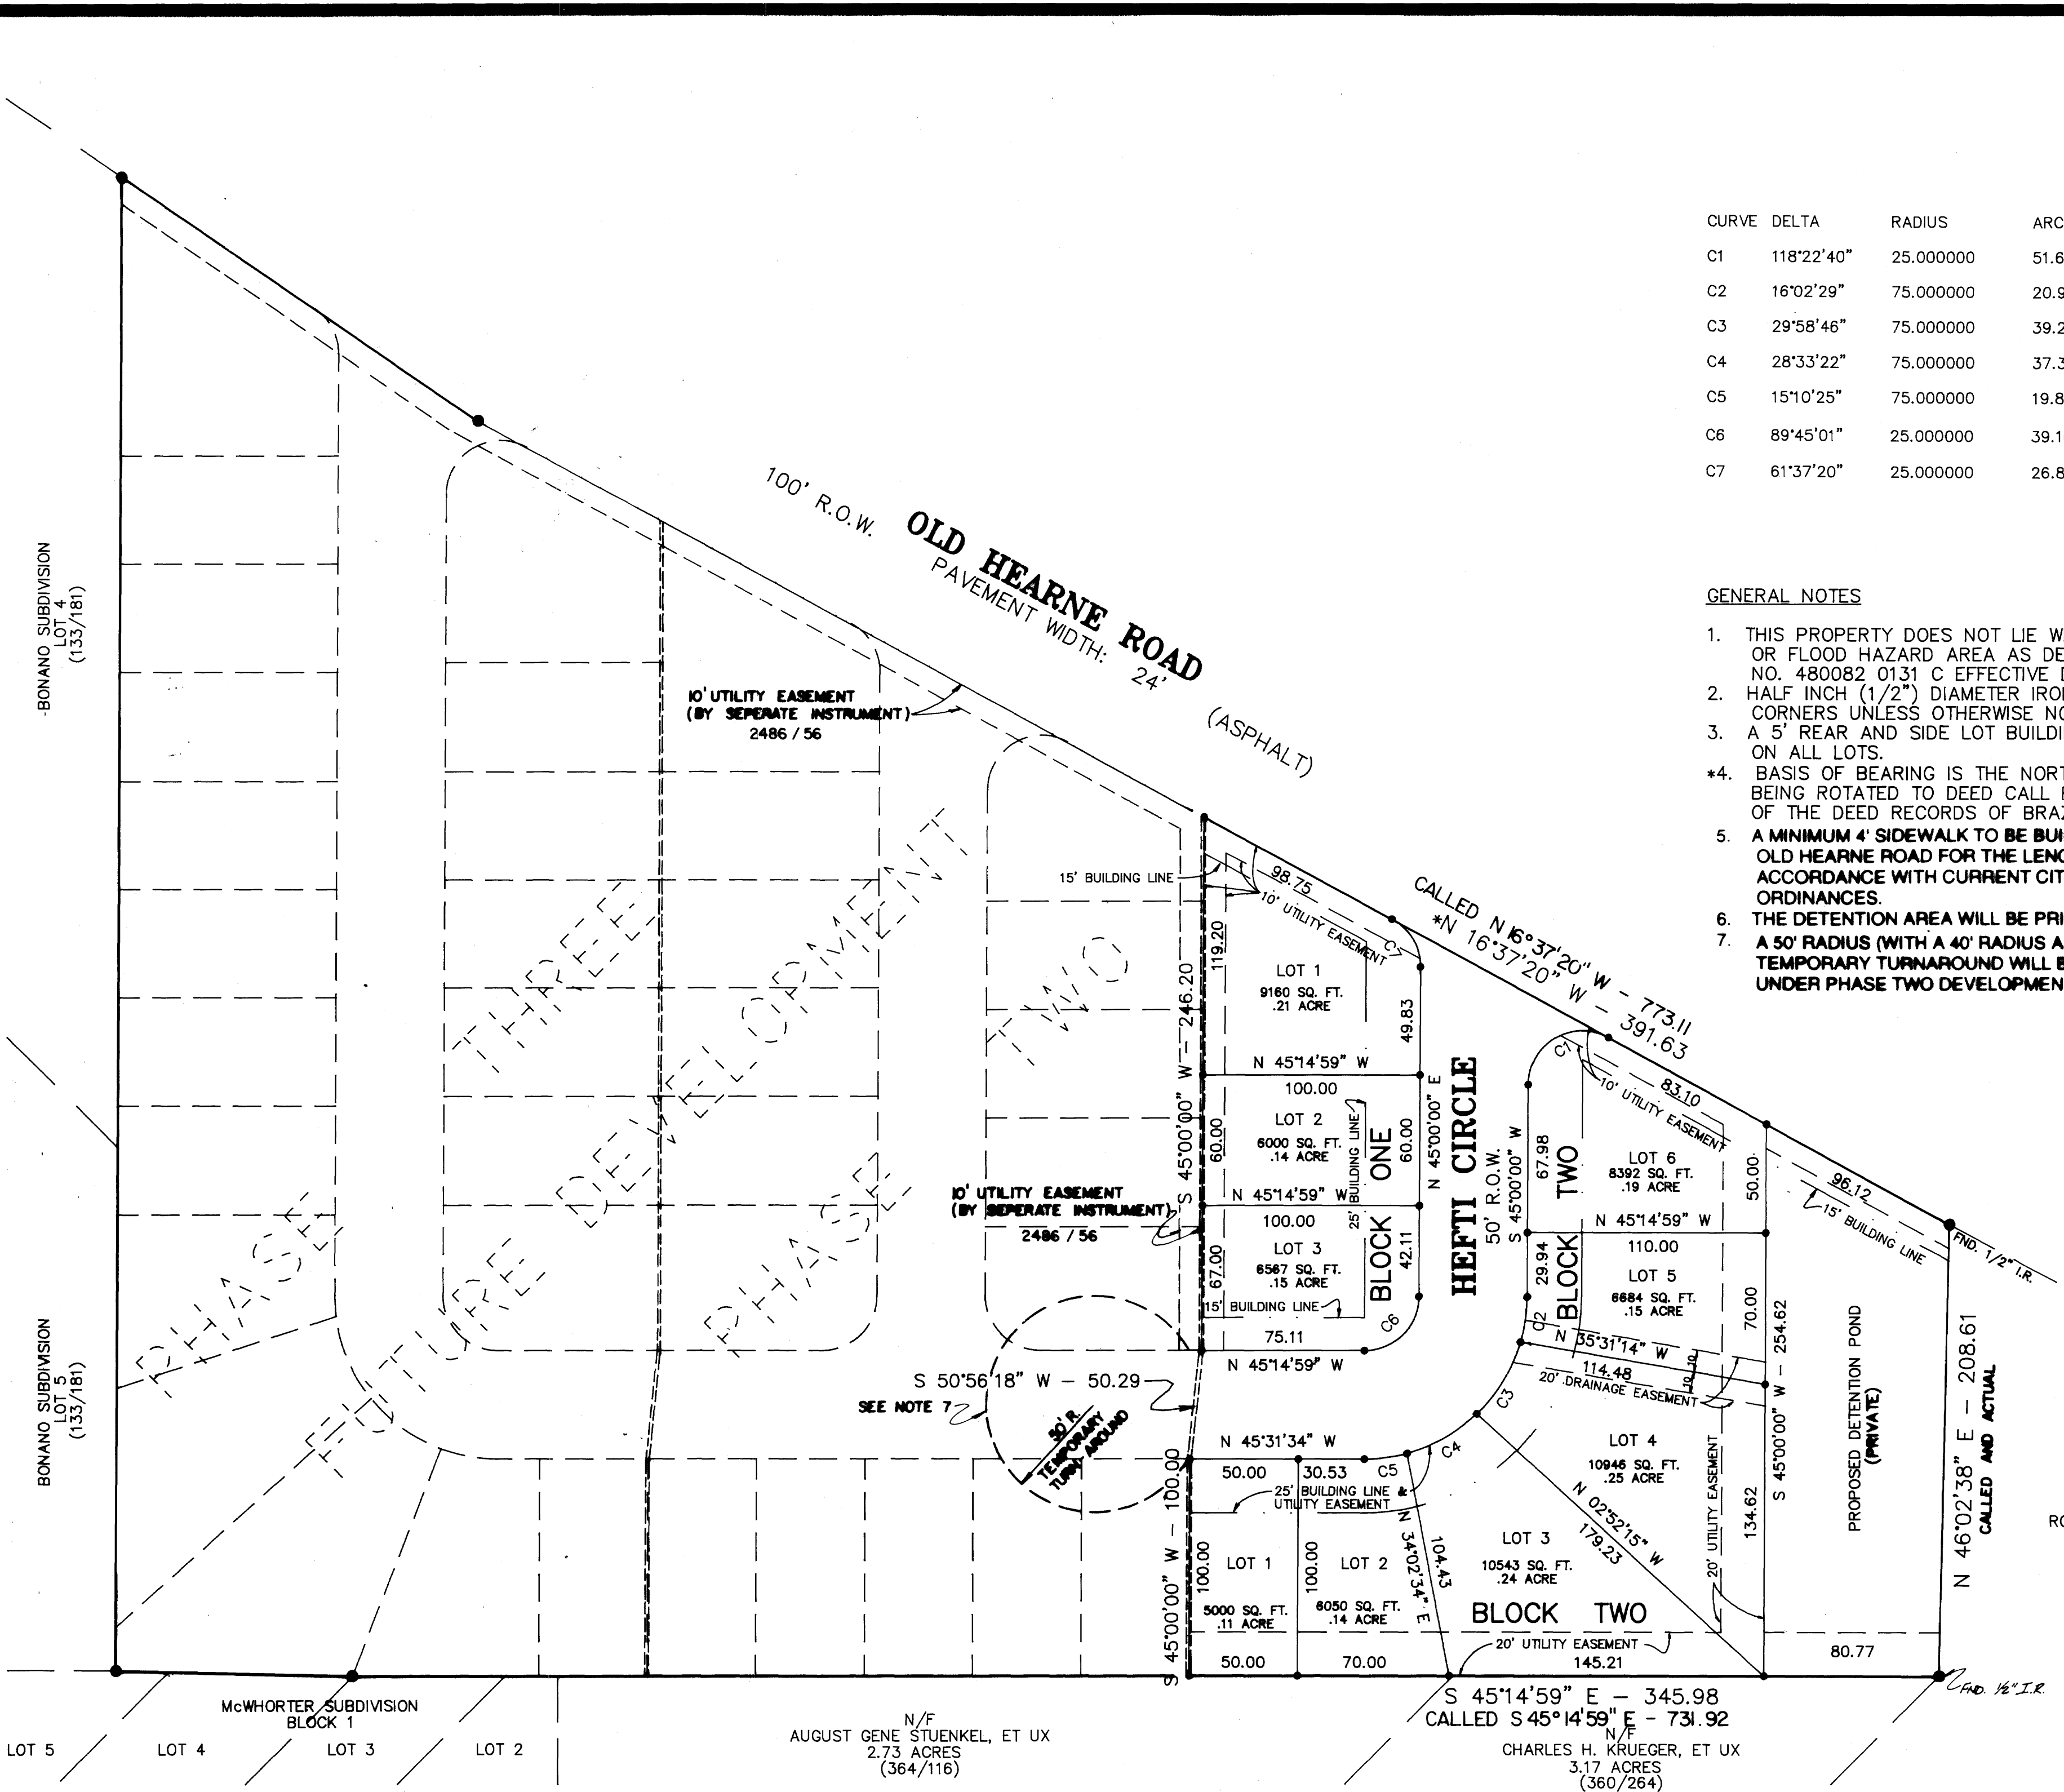 CURVE DELTA RADIUS ARC
C1 118°22'40" 25.000000 51.6
C2 16°02'29" 75.000000 20.9
C3 29°58'46" 75.000000 39.2
C4 28°33'22" 75.000000 37.3
C5 15°10'25" 75.000000 19.8
C6 89°45'01" 25.000000 39.1
C7 61°37'20" 25.000000 26.8
GENERAL NOTES
1. THIS PROPERTY DOES NOT LIE
OR FLOOD HAZARD AREA AS
NO. 480082 0131 C EFFECTIVE
2. HALF INCH (1/2") DIAMETER
CORNERS UNLESS OTHERWISE
3. A 5' REAR AND SIDE LOT
ON ALL LOTS.
*4. BASIS OF BEARING IS THE
BEING ROTATED TO DEED CALL
OF THE DEED RECORDS OF
5. A MINIMUM 4' SIDEWALK TO BE
OLD HEARNE ROAD FOR THE
ACCORDANCE WITH CURRENT
ORDINANCES.
6. THE DETENTION AREA WILL BE
7. A 50' RADIUS (WITH A 40' RADIUS
TEMPORARY TURNAROUND WILL
UNDER PHASE TWO
100' R.O.W.
OLD HEARNE ROAD
PAVEMENT WIDTH: 24'
(ASPHALT)
BONANO SUBDIVISION
LOT 4
(133/181)
BONANO SUBDIVISION
LOT 5
(133/181)
10' UTILITY EASEMENT
(BY SEPERATE INSTRUMENT)
2486 / 56
PHASE THREE
FUTURE DEVELOPMENT
PHASE TWO
10' UTILITY EASEMENT
(BY SEPERATE INSTRUMENT)
2486 / 56
CALLED N 16°37'20" W - 773.11
*N 16°37'20" W - 391.63
15' BUILDING LINE
98.75
10' UTILITY EASEMENT
C7
119.20
S 45°00'00" W - 246.20
LOT 1
9160 SQ. FT.
.21 ACRE
49.83
N 45°14'59" W
100.00
LOT 2
6000 SQ. FT.
.14 ACRE
60.00
60.00
25' BUILDING LINE
BLOCK ONE
N 45°00'00" E
N 45°14'59" W
100.00
LOT 3
6567 SQ. FT.
.15 ACRE
67.00
42.11
15' BUILDING LINE
C6
75.11
N 45°14'59" W
HEFTI CIRCLE
50' R.O.W.
S 45°00'00" W
C1
83.10
10' UTILITY EASEMENT
67.98
BLOCK TWO
LOT 6
8392 SQ. FT.
.19 ACRE
50.00
N 45°14'59" W
110.00
29.94
LOT 5
6684 SQ. FT.
.15 ACRE
C2
70.00
N 35°31'14" W
114.48
10
10
20' DRAINAGE EASEMENT
C3
96.12
15' BUILDING LINE
FND. 1/2" I.R.
S 45°00'00" W - 254.62
PROPOSED DETENTION POND
(PRIVATE)
N 46°02'38" E - 208.61
CALLED AND ACTUAL
S 50°56'18" W - 50.29
SEE NOTE 7
50' R.
TEMPORARY
TURN AROUND
N 45°31'34" W
50.00
30.53
C5
C4
25' BUILDING LINE &
UTILITY EASEMENT
LOT 4
10946 SQ. FT.
.25 ACRE
20' UTILITY EASEMENT
134.62
N 02°52'15" W
179.23
S 45°00'00" W - 100.00
100.00
LOT 1
5000 SQ. FT.
.11 ACRE
100.00
LOT 2
6050 SQ. FT.
.14 ACRE
N 34°02'34" E
104.43
LOT 3
10543 SQ. FT.
.24 ACRE
BLOCK TWO
20' UTILITY EASEMENT
50.00
70.00
145.21
80.77
S 45°14'59" E - 345.98
CALLED S 45°14'59" E - 731.92
FND. 1/2" I.R.
McWHORTER SUBDIVISION
BLOCK 1
LOT 5
LOT 4
LOT 3
LOT 2
N/F
AUGUST GENE STUENKEL, ET UX
2.73 ACRES
(364/116)
N/F
CHARLES H. KRUEGER, ET UX
3.17 ACRES
(360/264)